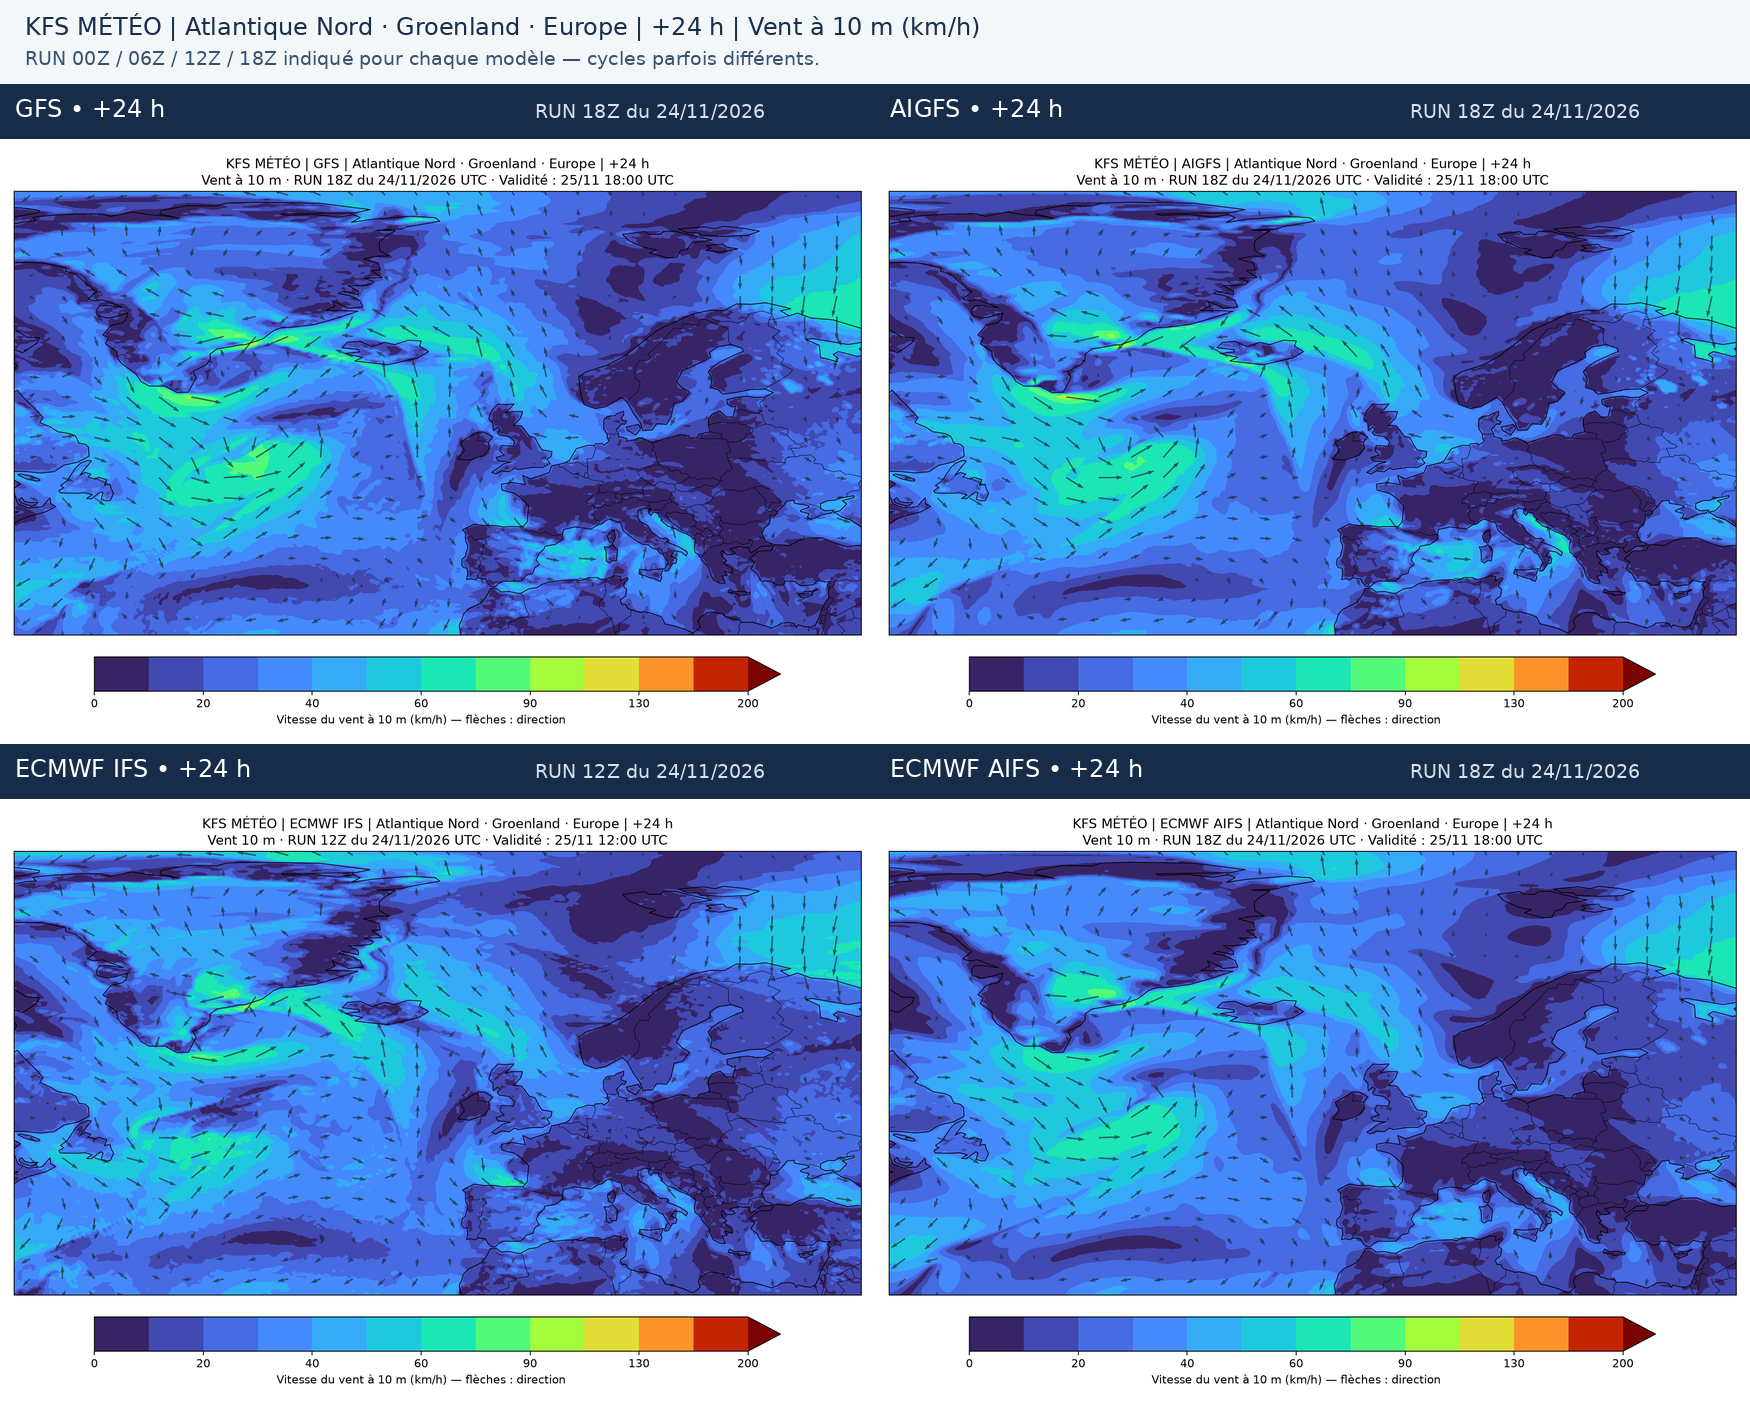 KFS MÉTÉO | Atlantique Nord · Groenland · Europe | +24 h | Vent à 10 m (km/h)
RUN 00Z / 06Z / 12Z / 18Z indiqué pour chaque modèle — cycles parfois différents.
GFS • +24 h
RUN 18Z du 24/11/2026
KFS MÉTÉO | GFS | Atlantique Nord · Groenland · Europe | +24 h
Vent à 10 m · RUN 18Z du 24/11/2026 UTC · Validité : 25/11 18:00 UTC
0 20 40 60 90 130 200
Vitesse du vent à 10 m (km/h) — flèches : direction
AIGFS • +24 h
RUN 18Z du 24/11/2026
KFS MÉTÉO | AIGFS | Atlantique Nord · Groenland · Europe | +24 h
Vent à 10 m · RUN 18Z du 24/11/2026 UTC · Validité : 25/11 18:00 UTC
0 20 40 60 90 130 200
Vitesse du vent à 10 m (km/h) — flèches : direction
ECMWF IFS • +24 h
RUN 12Z du 24/11/2026
KFS MÉTÉO | ECMWF IFS | Atlantique Nord · Groenland · Europe | +24 h
Vent 10 m · RUN 12Z du 24/11/2026 UTC · Validité : 25/11 12:00 UTC
0 20 40 60 90 130 200
Vitesse du vent à 10 m (km/h) — flèches : direction
ECMWF AIFS • +24 h
RUN 18Z du 24/11/2026
KFS MÉTÉO | ECMWF AIFS | Atlantique Nord · Groenland · Europe | +24 h
Vent 10 m · RUN 18Z du 24/11/2026 UTC · Validité : 25/11 18:00 UTC
0 20 40 60 90 130 200
Vitesse du vent à 10 m (km/h) — flèches : direction